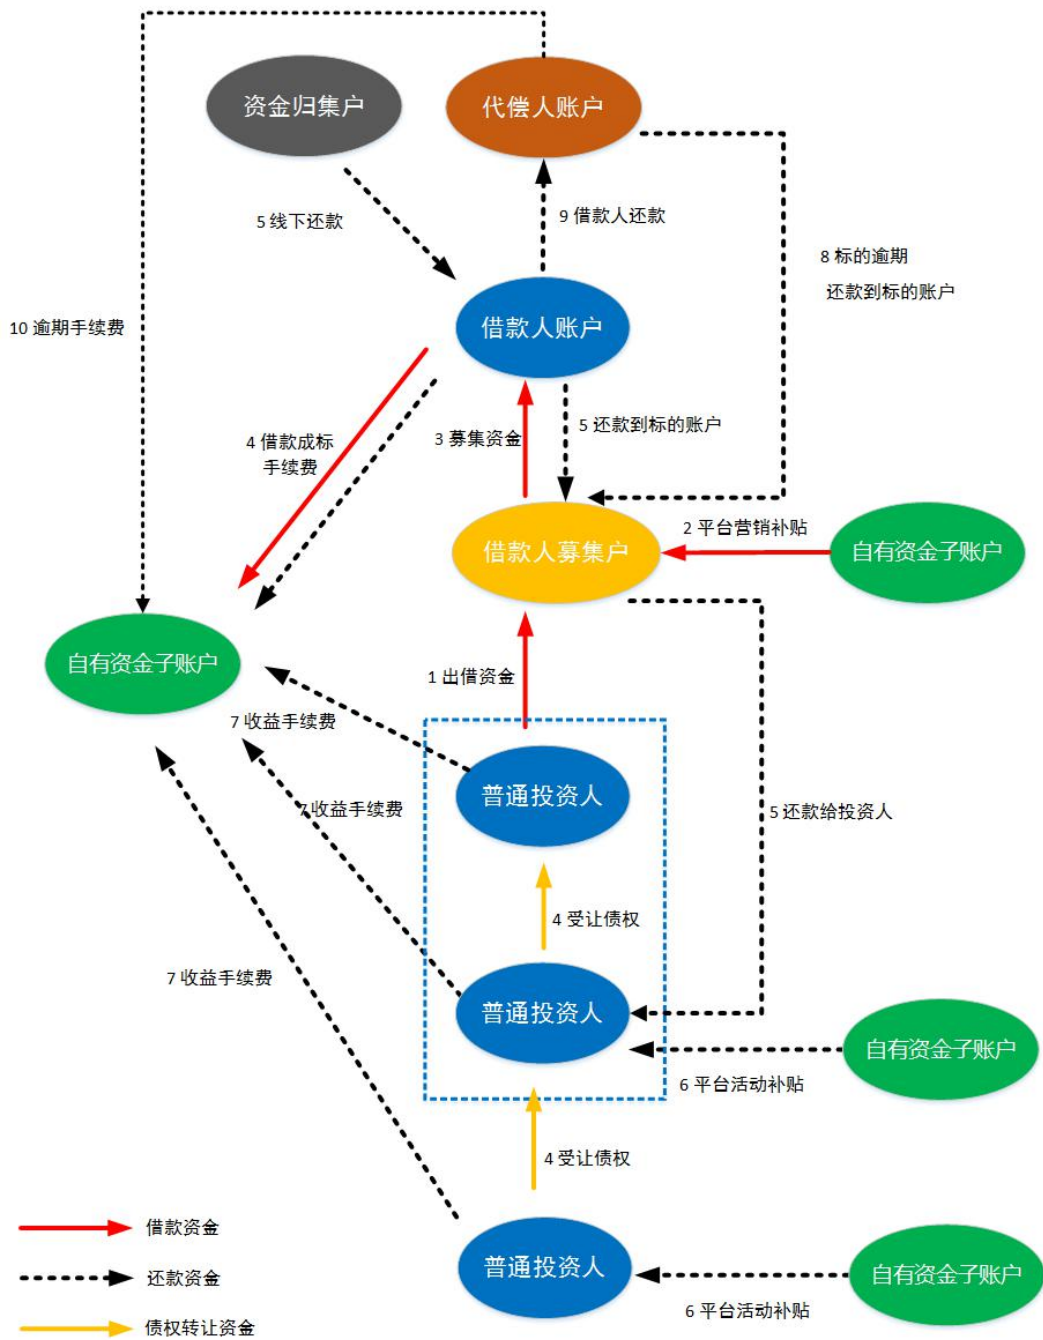 资金归集户
代偿人账户
5 线下还款
9 借款人还款
8 标的逾期
还款到标的账户
10 逾期手续费
借款人账户
4 借款成标
手续费
3 募集资金
5 还款到标的账户
借款人募集户
2 平台营销补贴
自有资金子账户
自有资金子账户
1 出借资金
7 收益手续费
普通投资人
7 收益手续费
5 还款给投资人
4 受让债权
7 收益手续费
普通投资人
自有资金子账户
6 平台活动补贴
4 受让债权
借款资金
普通投资人
自有资金子账户
还款资金
6 平台活动补贴
债权转让资金